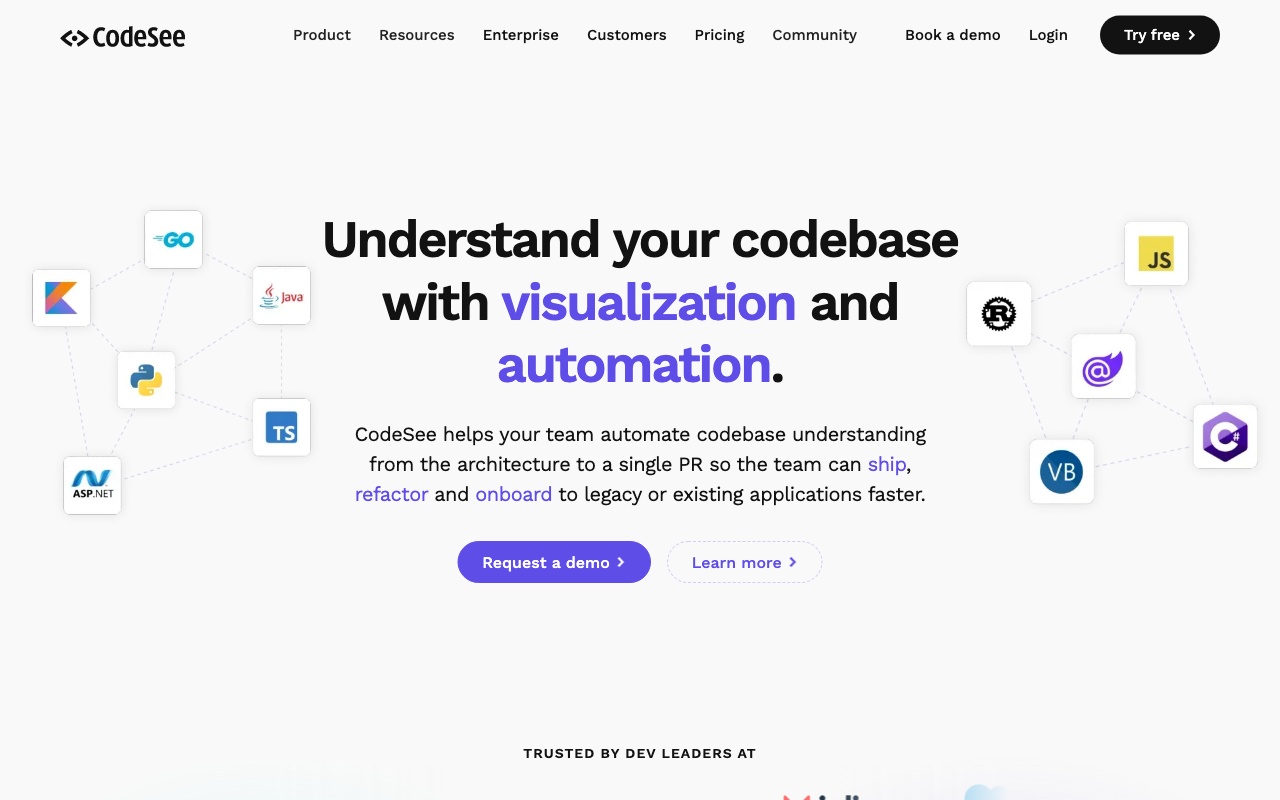 CodeSee
Product Resources Enterprise Customers Pricing Community Book a demo Login Try free
Understand your codebase
with visualization and
automation.
CodeSee helps your team automate codebase understanding
from the architecture to a single PR so the team can ship,
refactor and onboard to legacy or existing applications faster.
Request a demo Learn more
GO
Java
TS
ASP.NET
JS
R
@
C#
VB
TRUSTED BY DEV LEADERS AT